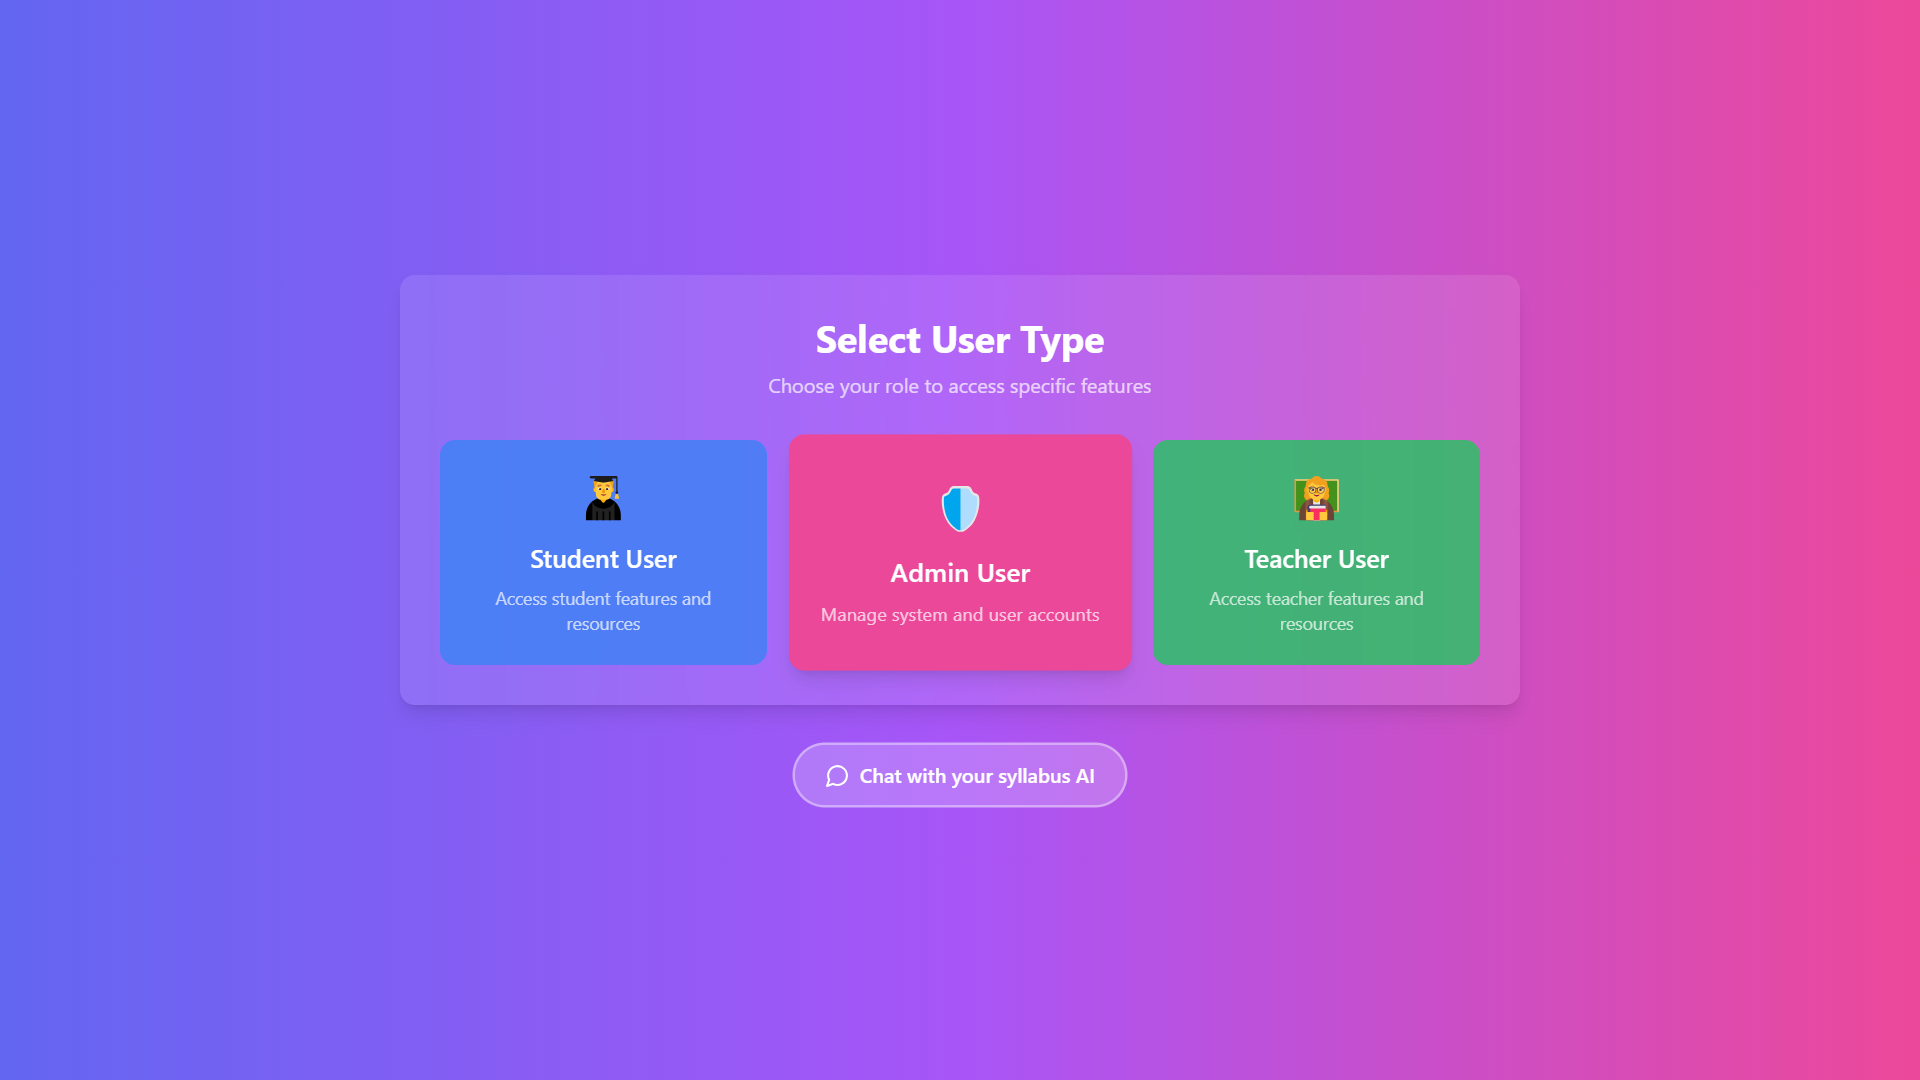 Select User Type
Choose your role to access specific features
Student User
Access student features and
resources
Admin User
Manage system and user accounts
Teacher User
Access teacher features and
resources
Chat with your syllabus AI